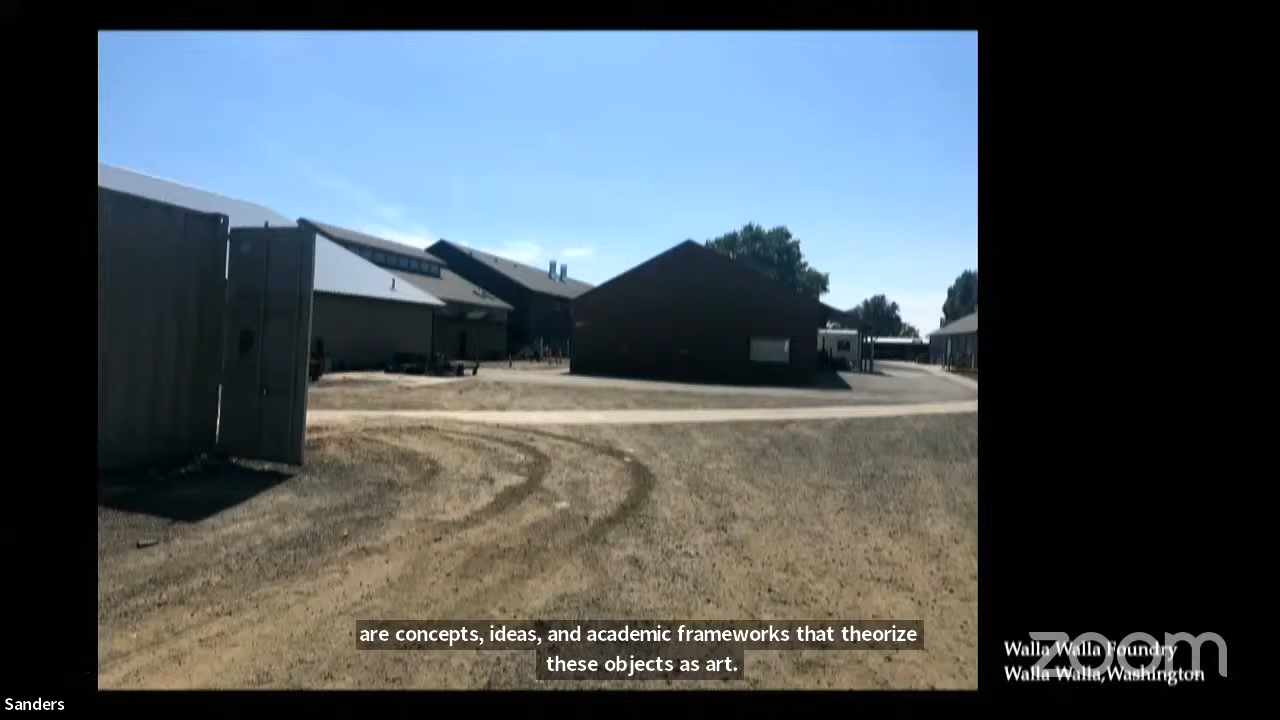 are concepts, ideas, and academic frameworks that theorize
these objects as art.
Walla Walla Foundry
Walla Walla, Washington
zoom
Sanders